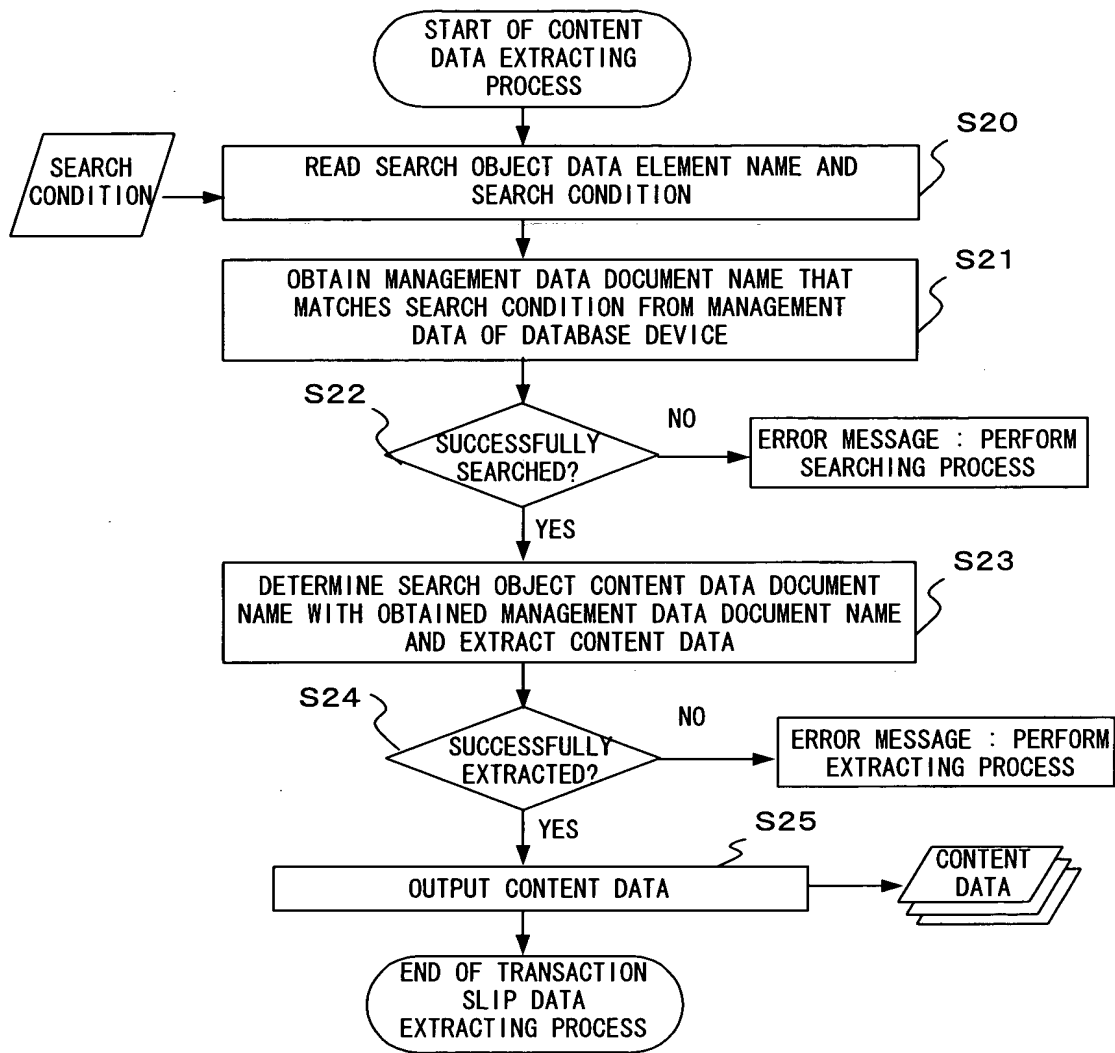 START OF CONTENT
DATA EXTRACTING
PROCESS
S20
SEARCH
CONDITION
READ SEARCH OBJECT DATA ELEMENT NAME AND
SEARCH CONDITION
S21
OBTAIN MANAGEMENT DATA DOCUMENT NAME THAT
MATCHES SEARCH CONDITION FROM MANAGEMENT
DATA OF DATABASE DEVICE
S22
SUCCESSFULLY
SEARCHED?
NO
ERROR MESSAGE : PERFORM
SEARCHING PROCESS
YES
S23
DETERMINE SEARCH OBJECT CONTENT DATA DOCUMENT
NAME WITH OBTAINED MANAGEMENT DATA DOCUMENT NAME
AND EXTRACT CONTENT DATA
S24
SUCCESSFULLY
EXTRACTED?
NO
ERROR MESSAGE : PERFORM
EXTRACTING PROCESS
YES
S25
OUTPUT CONTENT DATA
CONTENT
DATA
END OF TRANSACTION
SLIP DATA
EXTRACTING PROCESS